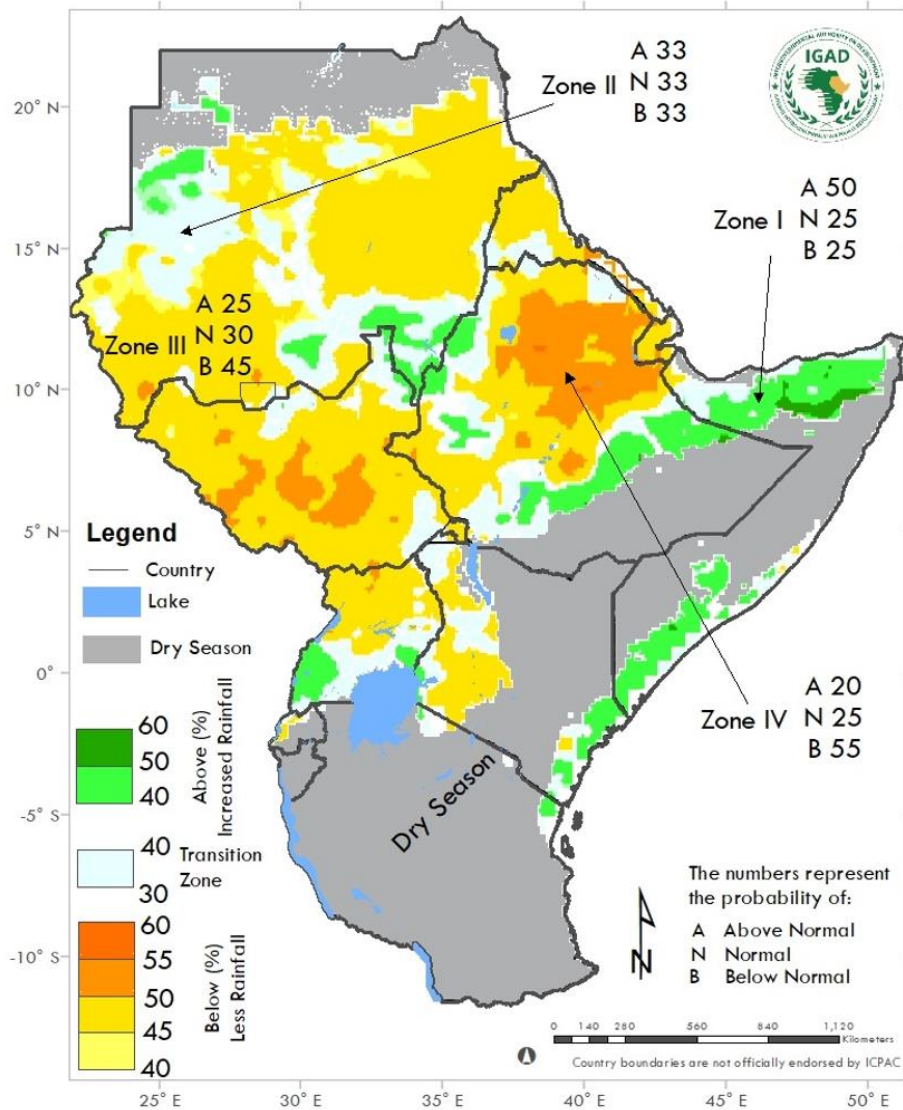 IGAD
INTERGOVERNMENTAL AUTHORITY ON DEVELOPMENT
A 33
Zone II N 33
B 33
A 50
Zone I N 25
B 25
A 25
Zone III N 30
B 45
A 20
Zone IV N 25
B 55
20° N
15° N
10° N
5° N
0°
-5° S
-10° S
Legend
Country
Lake
Dry Season
60
50
40
Above (%)
Increased Rainfall
40
30
Transition
Zone
60
55
50
45
40
Below (%)
Less Rainfall
Dry Season
The numbers represent
the probability of:
A Above Normal
N Normal
B Below Normal
N
0 140 280 560 840 1,120
Kilometers
Country boundaries are not officially endorsed by ICPAC
25° E 30° E 35° E 40° E 45° E 50° E